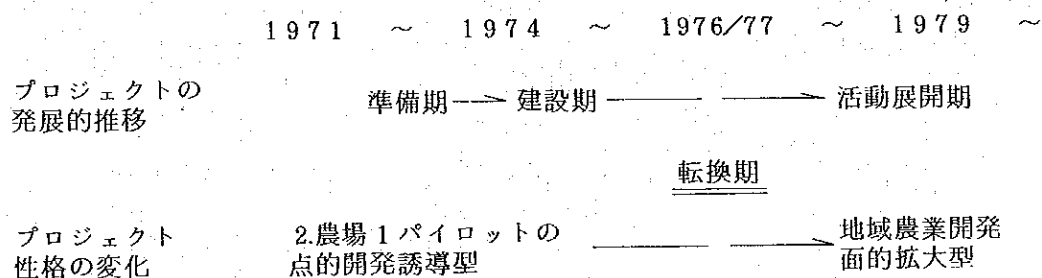 1971 ～ 1974 ～ 1976/77 ～ 1979 ～
プロジェクトの
発展的推移
準備期 → 建設期 → 活動展開期
転換期
プロジェクト
性格の変化
2.農場1パイロットの
点的開発誘導型
→ 地域農業開発
面的拡大型